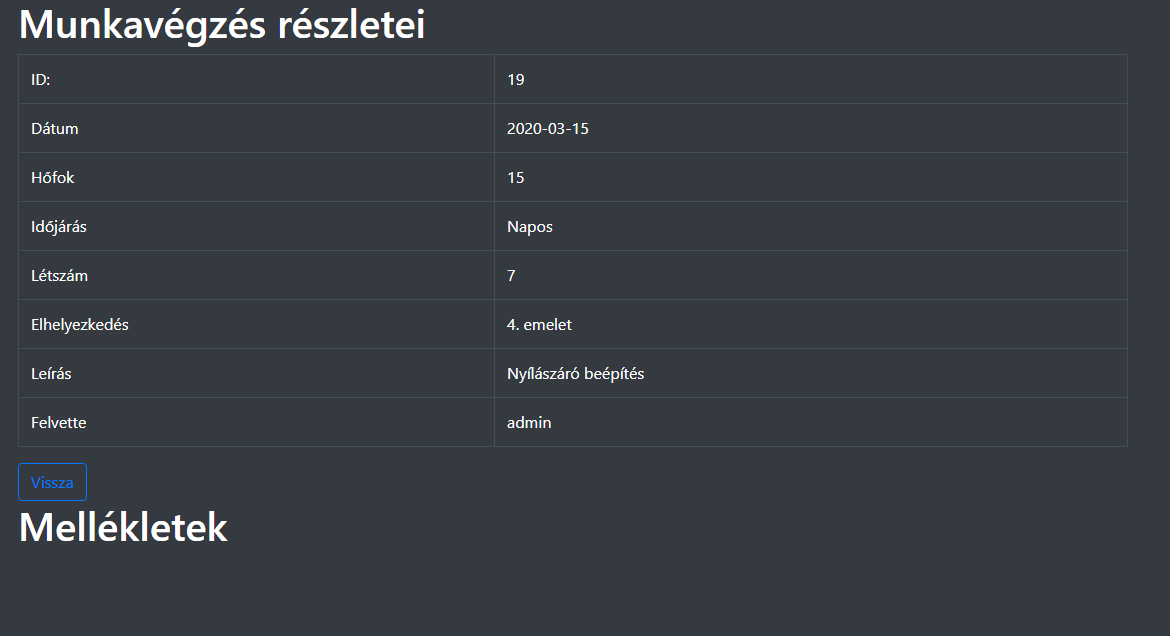 Munkavégzés részletei
ID: 19
Dátum 2020-03-15
Hőfok 15
Időjárás Napos
Létszám 7
Elhelyezkedés 4. emelet
Leírás Nyílászáró beépítés
Felvette admin
Vissza
Mellékletek